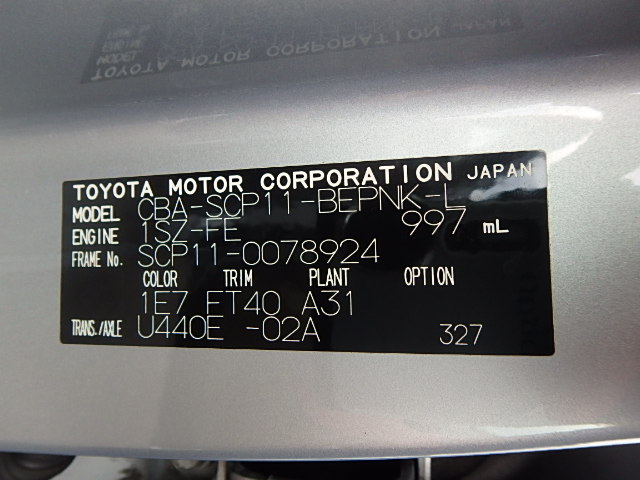 TOYOTA MOTOR CORPORATION JAPAN
MODEL CBA-SCP11-BEPNK-L
ENGINE 1SZ-FE 997 mL
FRAME No. SCP11-0078924
COLOR TRIM PLANT OPTION
1E7 FT40 A31
TRANS./AXLE U440E -02A 327